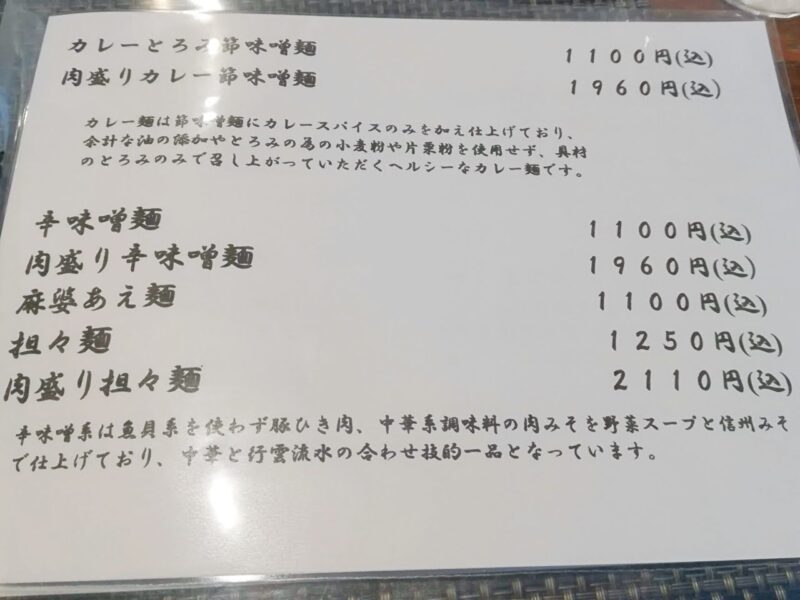 カレーとろみ節味噌麺 1100円(込)
肉盛りカレー節味噌麺 1960円(込)
カレー麺は節味噌麺にカレースパイスのみを加え仕上げており、
余計な油の添加やとろみの為の小麦粉や片栗粉を使用せず、具材
のとろみのみで召し上がっていただくヘルシーなカレー麺です。
辛味噌麺 1100円(込)
肉盛り辛味噌麺 1960円(込)
麻婆あえ麺 1100円(込)
担々麺 1250円(込)
肉盛り担々麺 2110円(込)
辛味噌系は魚貝系を使わず豚ひき肉、中華系調味料の肉みそを野菜スープと信州みそ
で仕上げており、中華と行雲流水の合わせ技的一品となっています。